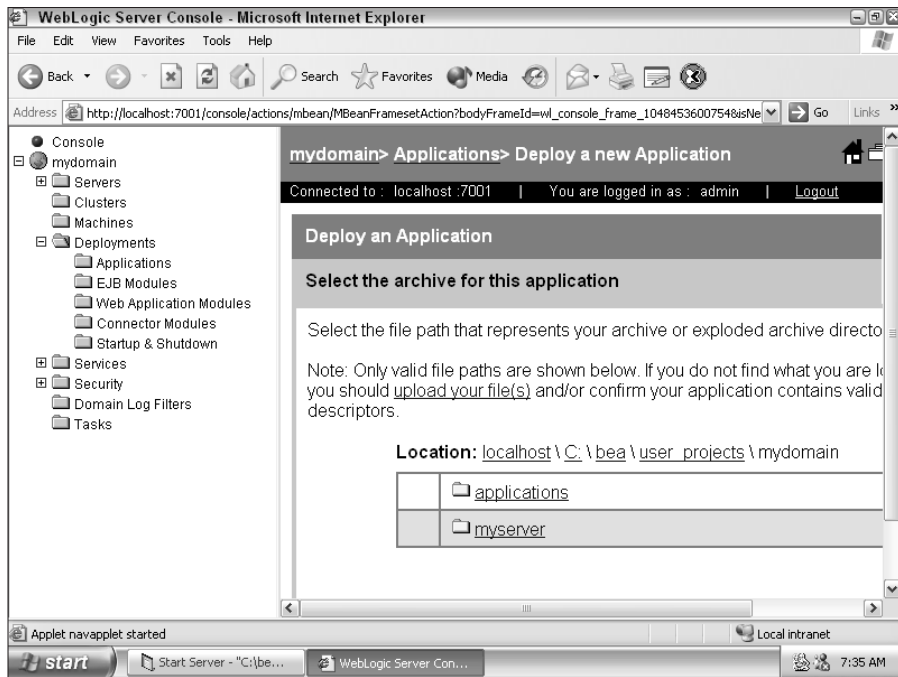 WebLogic Server Console - Microsoft Internet Explorer
File Edit View Favorites Tools Help
Back Search Favorites Media
Address http://localhost:7001/console/actions/mbean/MBeanFramesetAction?bodyFrameId=wl_console_frame_1048453600754&isNe Go Links »
Console
mydomain
Servers
Clusters
Machines
Deployments
Applications
EJB Modules
Web Application Modules
Connector Modules
Startup & Shutdown
Services
Security
Domain Log Filters
Tasks
mydomain> Applications> Deploy a new Application
Connected to : localhost :7001 | You are logged in as : admin | Logout
Deploy an Application
Select the archive for this application
Select the file path that represents your archive or exploded archive directo
Note: Only valid file paths are shown below. If you do not find what you are lo
you should upload your file(s) and/or confirm your application contains valid
descriptors.
Location: localhost \ C: \ bea \ user_projects \ mydomain
applications
myserver
Applet navapplet started
Local intranet
start Start Server - "C:\be... WebLogic Server Con... 7:35 AM